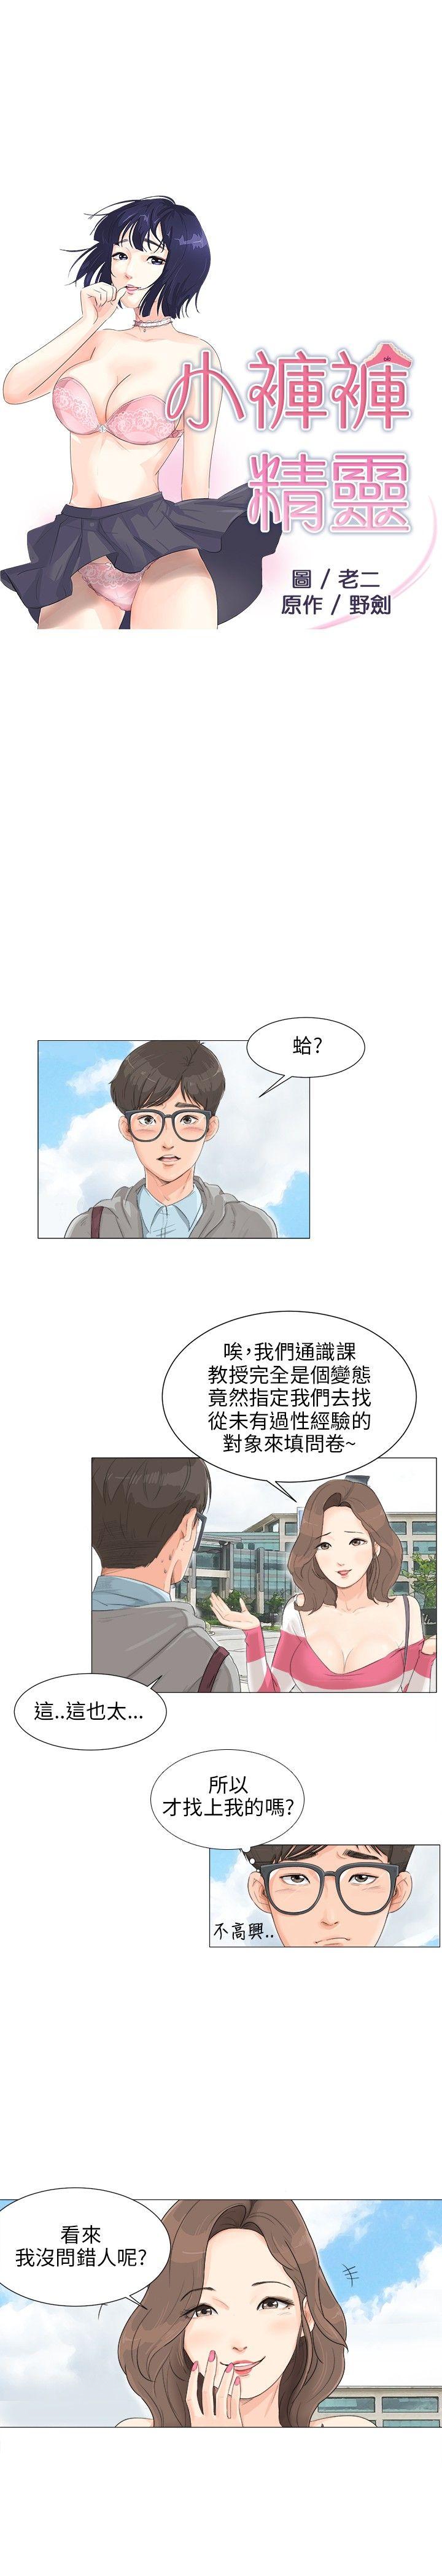 小褲褲
精靈
圖/老二
原作/野劍
蛤?
唉,我們通識課
教授完全是個變態
竟然指定我們去找
從未有過性經驗的
對象來填問卷~
這..這也太...
所以
才找上我的嗎?
不高興..
看來
我沒問錯人呢?